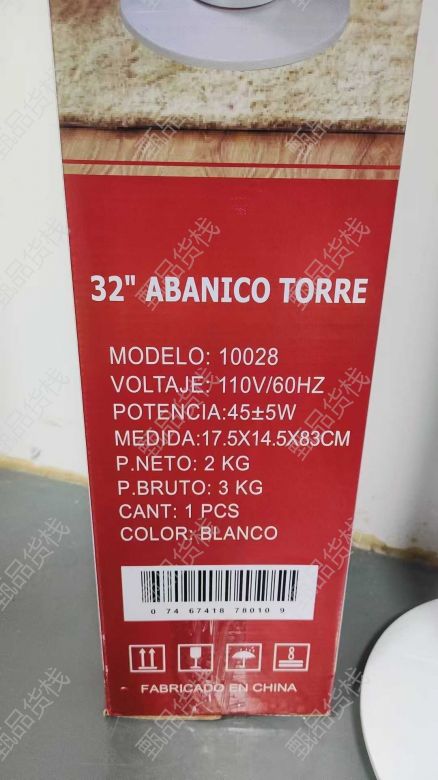 32" ABANICO TORRE
MODELO: 10028
VOLTAJE: 110V/60HZ
POTENCIA:45±5W
MEDIDA:17.5X14.5X83CM
P.NETO: 2 KG
P.BRUTO: 3 KG
CANT: 1 PCS
COLOR: BLANCO
0 74 67418 78010 9
8
FABRICADO EN CHINA
甄品货栈